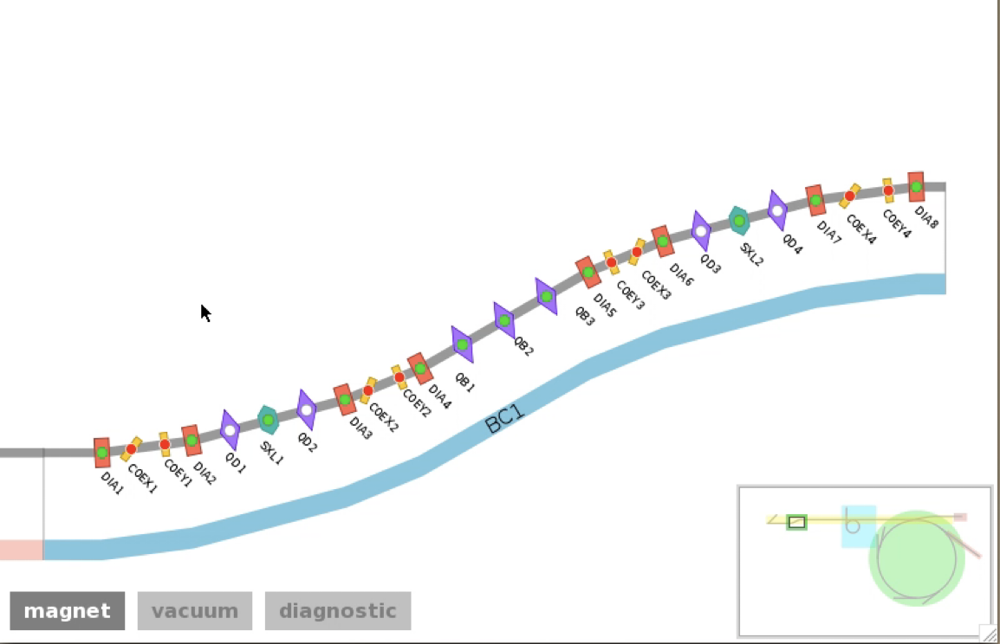 DIA1
COEX1
COEY1
DIA2
QD1
SXL1
QD2
DIA3
COEX2
COEY2
DIA4
QB1
QB2
QB3
DIA5
COEY3
COEX3
DIA6
QD3
SXL2
QD4
DIA7
COEX4
COEY4
DIA8
BC1
magnet
vacuum
diagnostic